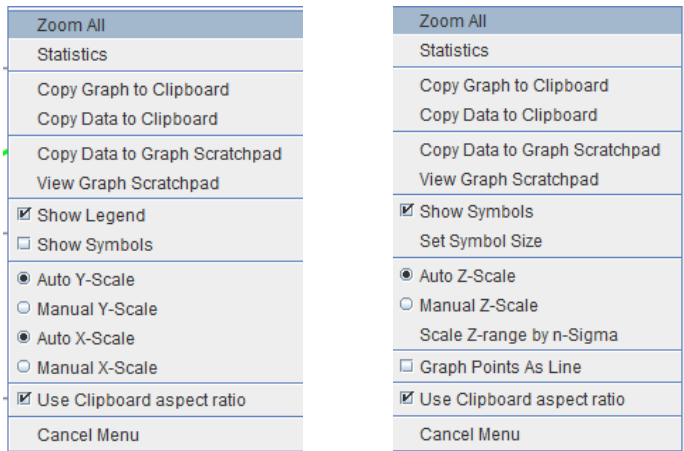 Zoom All
Statistics
Copy Graph to Clipboard
Copy Data to Clipboard
Copy Data to Graph Scratchpad
View Graph Scratchpad
Show Legend
Show Symbols
Auto Y-Scale
Manual Y-Scale
Auto X-Scale
Manual X-Scale
Use Clipboard aspect ratio
Cancel Menu
Zoom All
Statistics
Copy Graph to Clipboard
Copy Data to Clipboard
Copy Data to Graph Scratchpad
View Graph Scratchpad
Show Symbols
Set Symbol Size
Auto Z-Scale
Manual Z-Scale
Scale Z-range by n-Sigma
Graph Points As Line
Use Clipboard aspect ratio
Cancel Menu